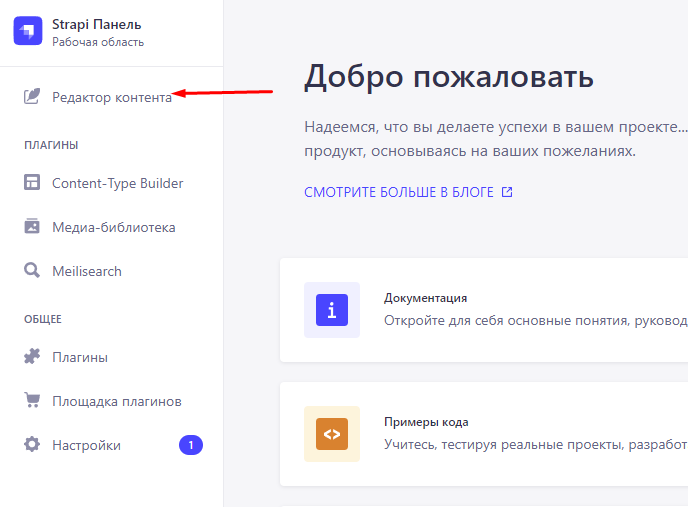 Strapi Панель
Рабочая область
Редактор контента
ПЛАГИНЫ
Content-Type Builder
Медиа-библиотека
Meilisearch
ОБЩЕЕ
Плагины
Площадка плагинов
Настройки 1
Добро пожаловать
Надеемся, что вы делаете успехи в вашем проекте...
продукт, основываясь на ваших пожеланиях.
СМОТРИТЕ БОЛЬШЕ В БЛОГЕ
Документация
Откройте для себя основные понятия, руковод
Примеры кода
Учитесь, тестируя реальные проекты, разработ